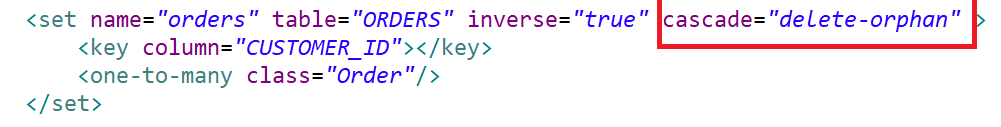 <set name="orders" table="ORDERS" inverse="true" cascade="delete-orphan" >
<key column="CUSTOMER_ID"></key>
<one-to-many class="Order"/>
</set>